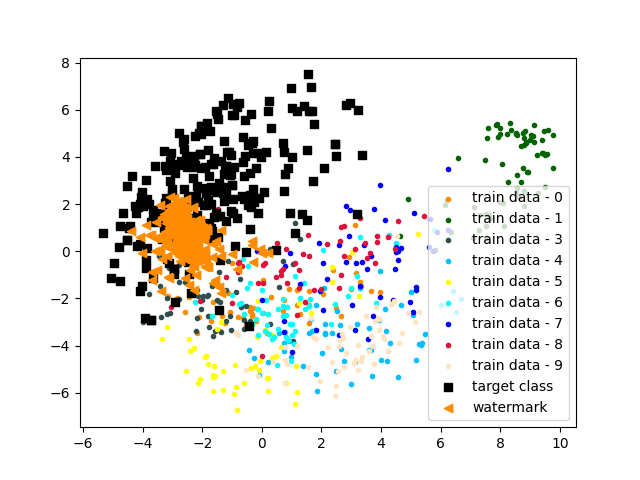 8
6
4
2
0
−2
−4
−6
−6 −4 −2 0 2 4 6 8 10
train data - 0
train data - 1
train data - 3
train data - 4
train data - 5
train data - 6
train data - 7
train data - 8
train data - 9
target class
watermark